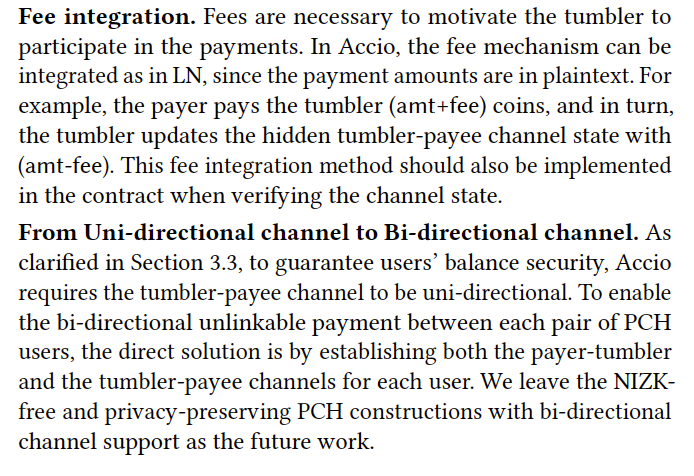 Fee integration. Fees are necessary to motivate the tumbler to
participate in the payments. In Accio, the fee mechanism can be
integrated as in LN, since the payment amounts are in plaintext. For
example, the payer pays the tumbler (amt+fee) coins, and in turn,
the tumbler updates the hidden tumbler-payee channel state with
(amt-fee). This fee integration method should also be implemented
in the contract when verifying the channel state.
From Uni-directional channel to Bi-directional channel. As
clarified in Section 3.3, to guarantee users' balance security, Accio
requires the tumbler-payee channel to be uni-directional. To enable
the bi-directional unlinkable payment between each pair of PCH
users, the direct solution is by establishing both the payer-tumbler
and the tumbler-payee channels for each user. We leave the NIZK-
free and privacy-preserving PCH constructions with bi-directional
channel support as the future work.